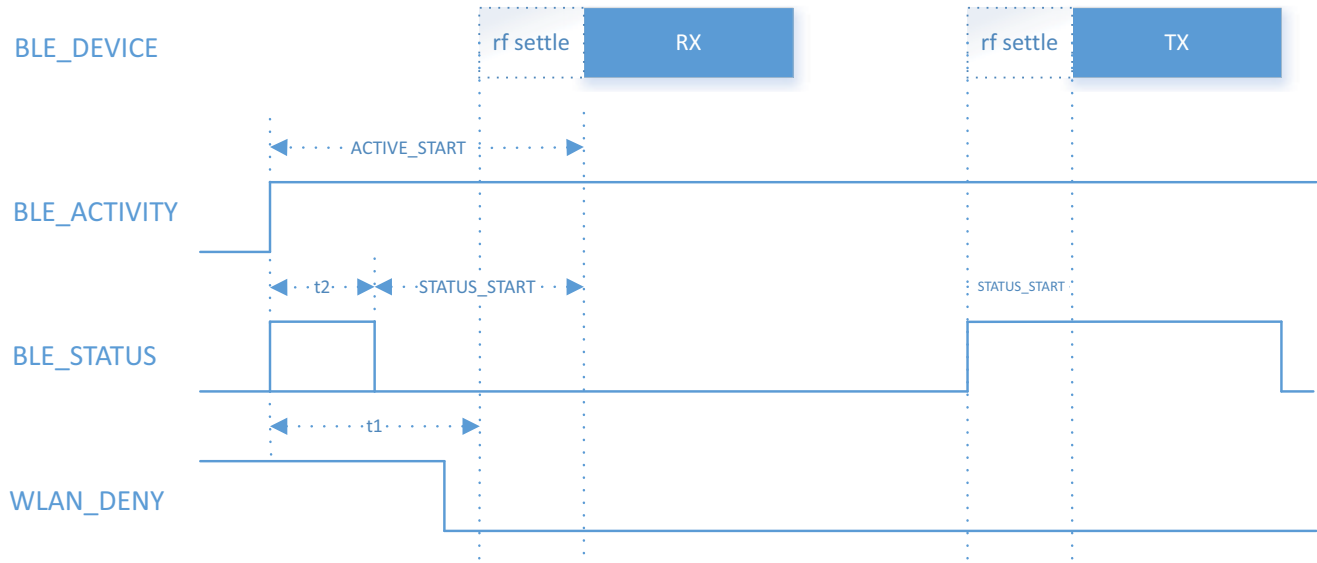 BLE_DEVICE
rf settle
RX
rf settle
TX
ACTIVE_START
BLE_ACTIVITY
t2
STATUS_START
STATUS_START
BLE_STATUS
t1
WLAN_DENY